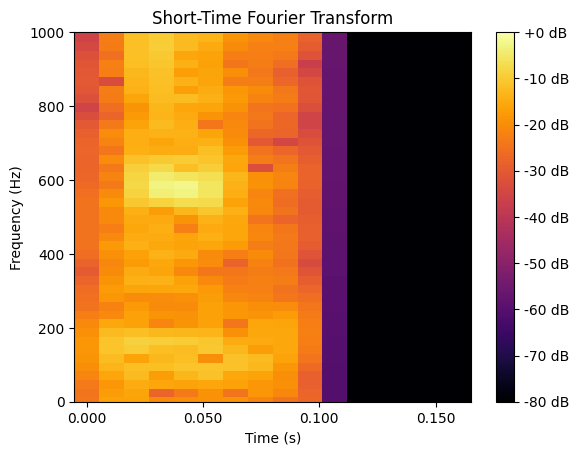 Short-Time Fourier Transform
1000
800
600
400
200
0
Frequency (Hz)
0.000
0.050
0.100
0.150
Time (s)
+0 dB
-10 dB
-20 dB
-30 dB
-40 dB
-50 dB
-60 dB
-70 dB
-80 dB